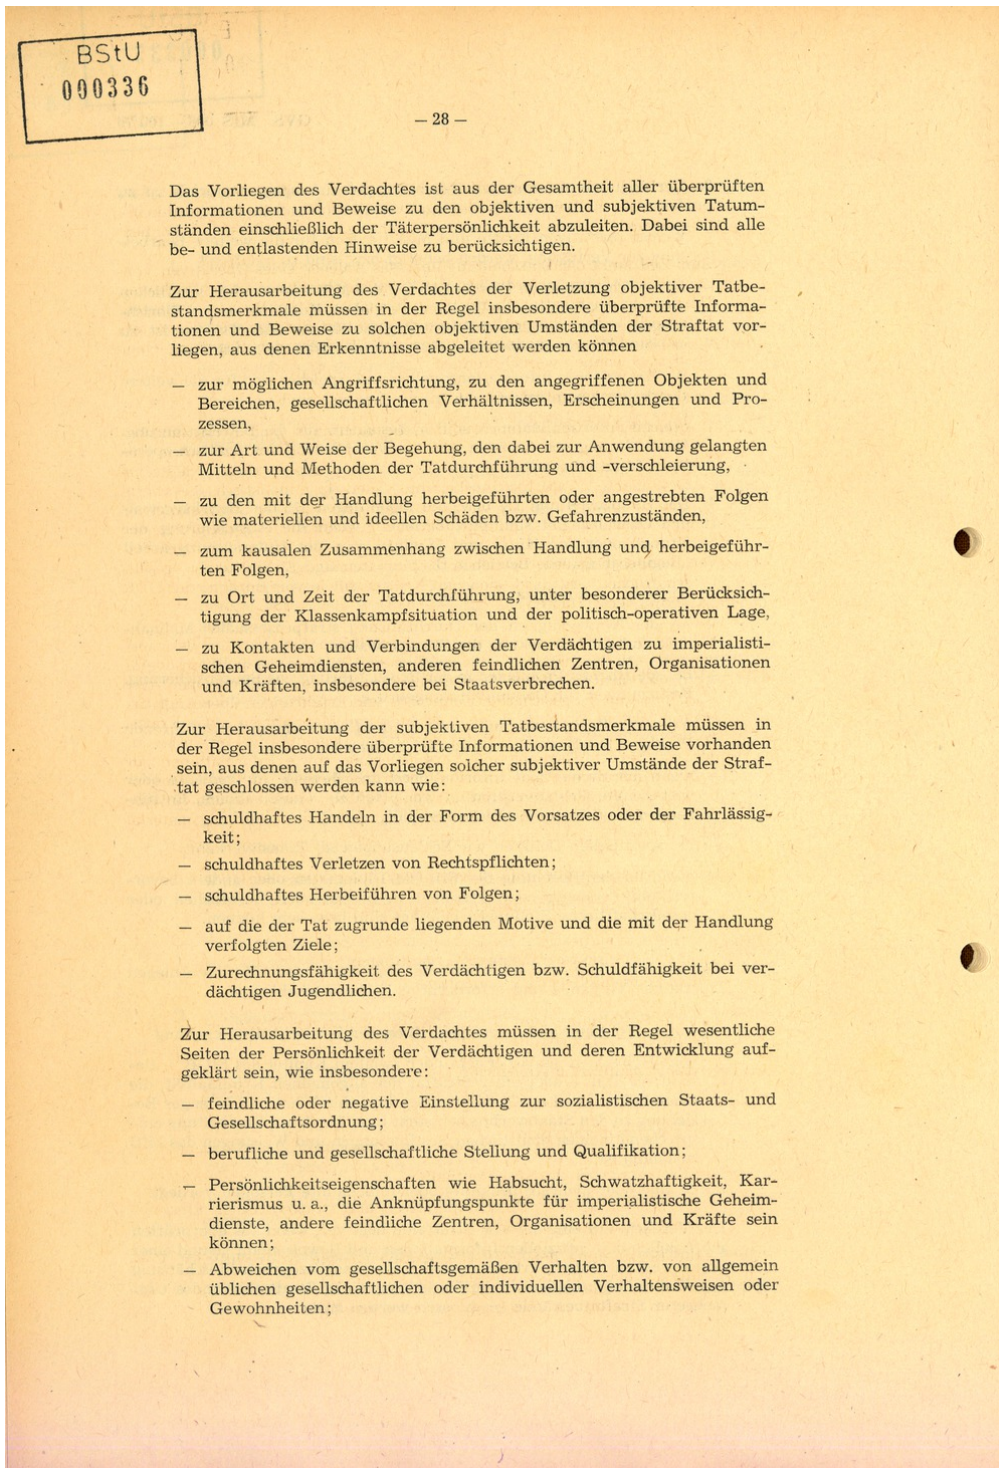 BStU
000336
— 28 —
Das Vorliegen des Verdachtes ist aus der Gesamtheit aller überprüften
Informationen und Beweise zu den objektiven und subjektiven Tatum-
ständen einschließlich der Täterpersönlichkeit abzuleiten. Dabei sind alle
be- und entlastenden Hinweise zu berücksichtigen.
Zur Herausarbeitung des Verdachtes der Verletzung objektiver Tatbe-
standsmerkmale müssen in der Regel insbesondere überprüfte Informa-
tionen und Beweise zu solchen objektiven Umständen der Straftat vor-
liegen, aus denen Erkenntnisse abgeleitet werden können
— zur möglichen Angriffsrichtung, zu den angegriffenen Objekten und
Bereichen, gesellschaftlichen Verhältnissen, Erscheinungen und Pro-
zessen,
— zur Art und Weise der Begehung, den dabei zur Anwendung gelangten
Mitteln und Methoden der Tatdurchführung und -verschleierung,
— zu den mit der Handlung herbeigeführten oder angestrebten Folgen
wie materiellen und ideellen Schäden bzw. Gefahrenzuständen,
— zum kausalen Zusammenhang zwischen Handlung und herbeigeführ-
ten Folgen,
— zu Ort und Zeit der Tatdurchführung, unter besonderer Berücksich-
tigung der Klassenkampfsituation und der politisch-operativen Lage,
— zu Kontakten und Verbindungen der Verdächtigen zu imperialisti-
schen Geheimdiensten, anderen feindlichen Zentren, Organisationen
und Kräften, insbesondere bei Staatsverbrechen.
Zur Herausarbeitung der subjektiven Tatbestandsmerkmale müssen in
der Regel insbesondere überprüfte Informationen und Beweise vorhanden
sein, aus denen auf das Vorliegen solcher subjektiver Umstände der Straf-
tat geschlossen werden kann wie:
— schuldhaftes Handeln in der Form des Vorsatzes oder der Fahrlässig-
keit;
— schuldhaftes Verletzen von Rechtspflichten;
— schuldhaftes Herbeiführen von Folgen;
— auf die der Tat zugrunde liegenden Motive und die mit der Handlung
verfolgten Ziele;
— Zurechnungsfähigkeit des Verdächtigen bzw. Schuldfähigkeit bei ver-
dächtigen Jugendlichen.
Zur Herausarbeitung des Verdachtes müssen in der Regel wesentliche
Seiten der Persönlichkeit der Verdächtigen und deren Entwicklung auf-
geklärt sein, wie insbesondere:
— feindliche oder negative Einstellung zur sozialistischen Staats- und
Gesellschaftsordnung;
— berufliche und gesellschaftliche Stellung und Qualifikation;
— Persönlichkeitseigenschaften wie Habsucht, Schwatzhaftigkeit, Kar-
rierismus u. a., die Anknüpfungspunkte für imperialistische Geheim-
dienste, andere feindliche Zentren, Organisationen und Kräfte sein
können;
— Abweichen vom gesellschaftsgemäßen Verhalten bzw. von allgemein
üblichen gesellschaftlichen oder individuellen Verhaltensweisen oder
Gewohnheiten;